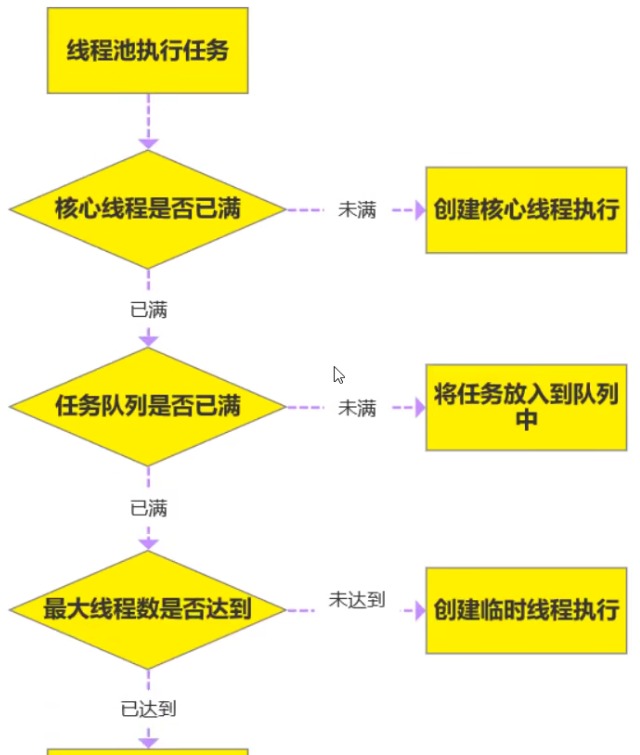 线程池执行任务
核心线程是否已满
未满
创建核心线程执行
已满
任务队列是否已满
未满
将任务放入到队列
中
已满
最大线程数是否达到
未达到
创建临时线程执行
已达到